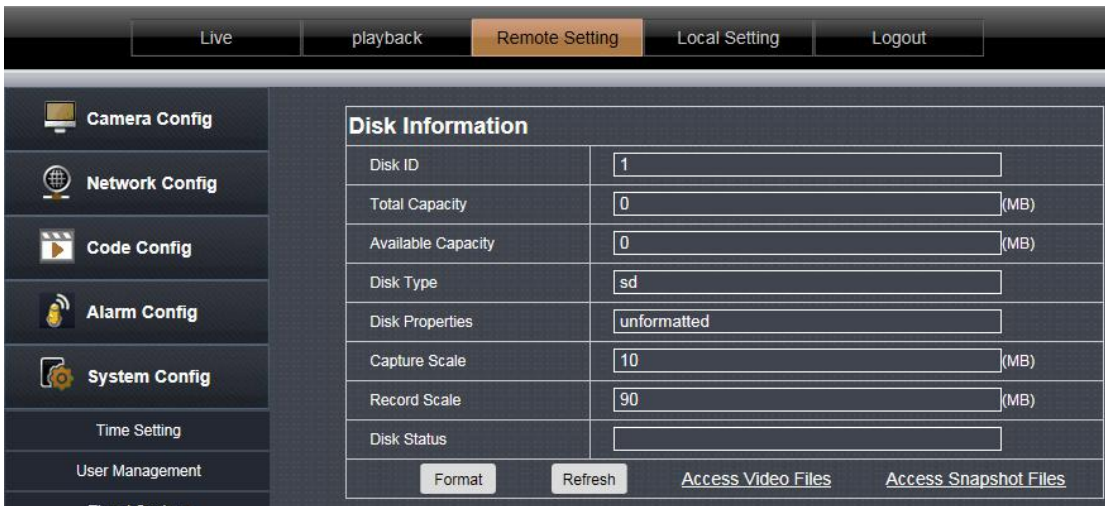 Live playback Remote Setting Local Setting Logout
Camera Config
Network Config
Code Config
Alarm Config
System Config
Time Setting
User Management
Disk Information
Disk ID 1
Total Capacity 0 (MB)
Available Capacity 0 (MB)
Disk Type sd
Disk Properties unformatted
Capture Scale 10 (MB)
Record Scale 90 (MB)
Disk Status
Format Refresh Access Video Files Access Snapshot Files